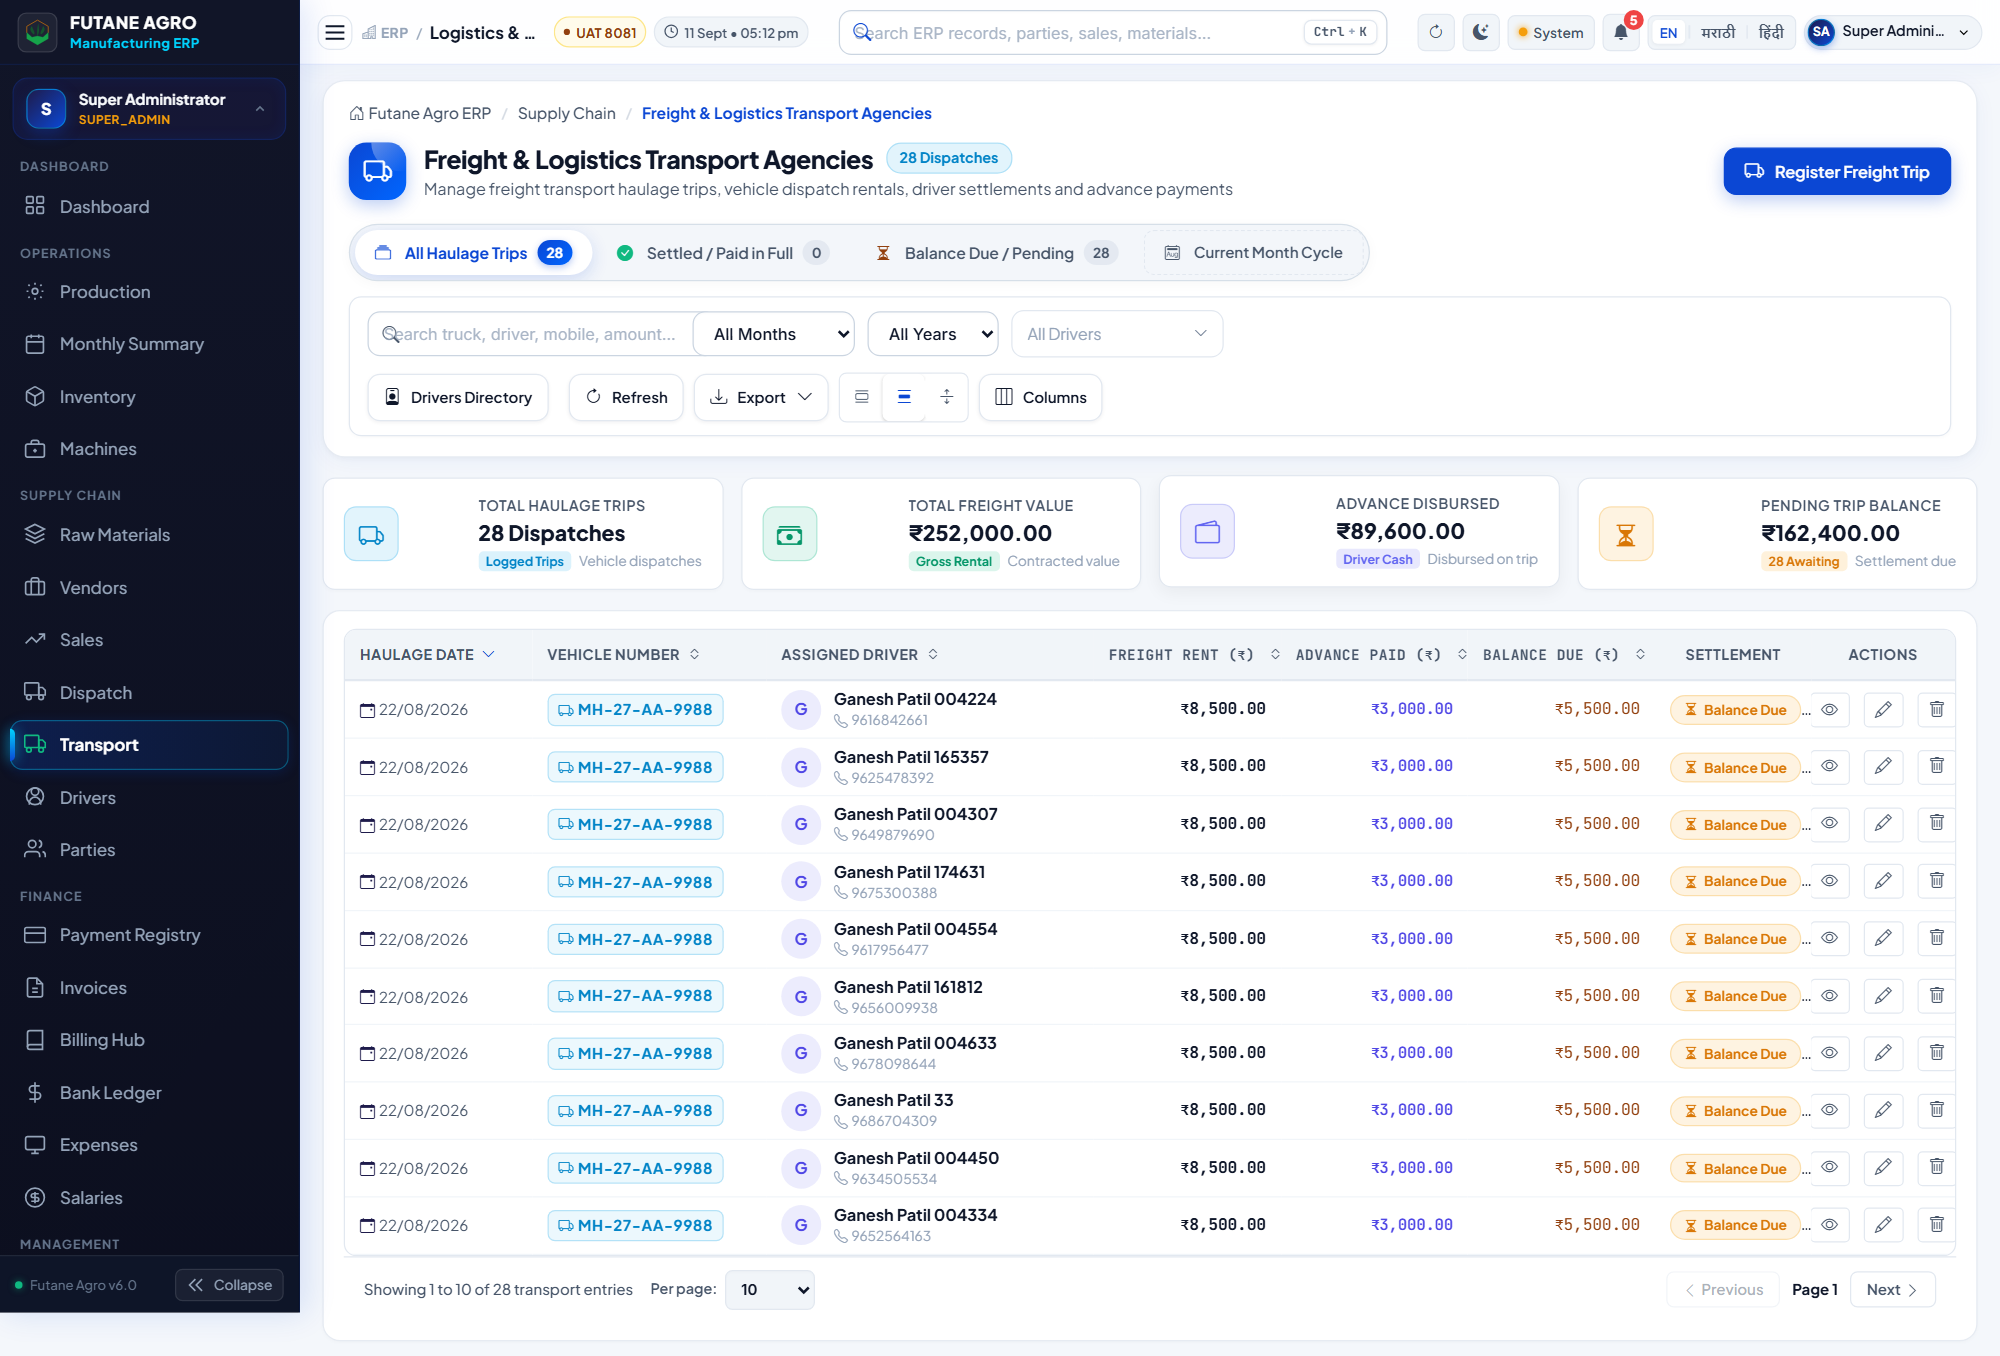 FUTANE AGRO
Manufacturing ERP
ERP / Logistics & ...
UAT 8081
11 Sept • 05:12 pm
Search ERP records, parties, sales, materials...
Ctrl + K
System
5
EN
मराठी
हिंदी
SA
Super Admini...
S
Super Administrator
SUPER_ADMIN
DASHBOARD
Dashboard
OPERATIONS
Production
Monthly Summary
Inventory
Machines
SUPPLY CHAIN
Raw Materials
Vendors
Sales
Dispatch
Transport
Drivers
Parties
FINANCE
Payment Registry
Invoices
Billing Hub
Bank Ledger
Expenses
Salaries
MANAGEMENT
Futane Agro v6.0
Collapse
Futane Agro ERP / Supply Chain / Freight & Logistics Transport Agencies
Freight & Logistics Transport Agencies
28 Dispatches
Manage freight transport haulage trips, vehicle dispatch rentals, driver settlements and advance payments
Register Freight Trip
All Haulage Trips 28
Settled / Paid in Full 0
Balance Due / Pending 28
Aug
Current Month Cycle
Search truck, driver, mobile, amount...
All Months
All Years
All Drivers
Drivers Directory
Refresh
Export
Columns
TOTAL HAULAGE TRIPS
28 Dispatches
Logged Trips Vehicle dispatches
TOTAL FREIGHT VALUE
₹252,000.00
Gross Rental Contracted value
ADVANCE DISBURSED
₹89,600.00
Driver Cash Disbursed on trip
PENDING TRIP BALANCE
₹162,400.00
28 Awaiting Settlement due
HAULAGE DATE VEHICLE NUMBER ASSIGNED DRIVER FREIGHT RENT (₹) ADVANCE PAID (₹) BALANCE DUE (₹) SETTLEMENT ACTIONS
22/08/2026 MH-27-AA-9988 G Ganesh Patil 004224 ₹8,500.00 ₹3,000.00 ₹5,500.00 Balance Due ...
9616842661
22/08/2026 MH-27-AA-9988 G Ganesh Patil 165357 ₹8,500.00 ₹3,000.00 ₹5,500.00 Balance Due ...
9625478392
22/08/2026 MH-27-AA-9988 G Ganesh Patil 004307 ₹8,500.00 ₹3,000.00 ₹5,500.00 Balance Due ...
9649879690
22/08/2026 MH-27-AA-9988 G Ganesh Patil 174631 ₹8,500.00 ₹3,000.00 ₹5,500.00 Balance Due ...
9675300388
22/08/2026 MH-27-AA-9988 G Ganesh Patil 004554 ₹8,500.00 ₹3,000.00 ₹5,500.00 Balance Due ...
9617956477
22/08/2026 MH-27-AA-9988 G Ganesh Patil 161812 ₹8,500.00 ₹3,000.00 ₹5,500.00 Balance Due ...
9656009938
22/08/2026 MH-27-AA-9988 G Ganesh Patil 004633 ₹8,500.00 ₹3,000.00 ₹5,500.00 Balance Due ...
9678098644
22/08/2026 MH-27-AA-9988 G Ganesh Patil 33 ₹8,500.00 ₹3,000.00 ₹5,500.00 Balance Due ...
9686704309
22/08/2026 MH-27-AA-9988 G Ganesh Patil 004450 ₹8,500.00 ₹3,000.00 ₹5,500.00 Balance Due ...
9634505534
22/08/2026 MH-27-AA-9988 G Ganesh Patil 004334 ₹8,500.00 ₹3,000.00 ₹5,500.00 Balance Due ...
9652564163
Showing 1 to 10 of 28 transport entries Per page: 10
Previous Page 1 Next